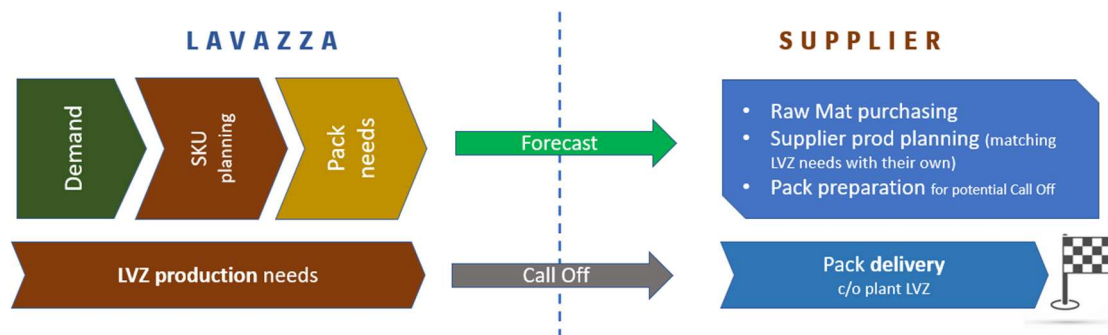 LAVAZZA
SUPPLIER
Demand
SKU
planning
Pack
needs
Forecast
• Raw Mat purchasing
• Supplier prod planning (matching
LVZ needs with their own)
• Pack preparation for potential Call Off
LVZ production needs
Call Off
Pack delivery
c/o plant LVZ